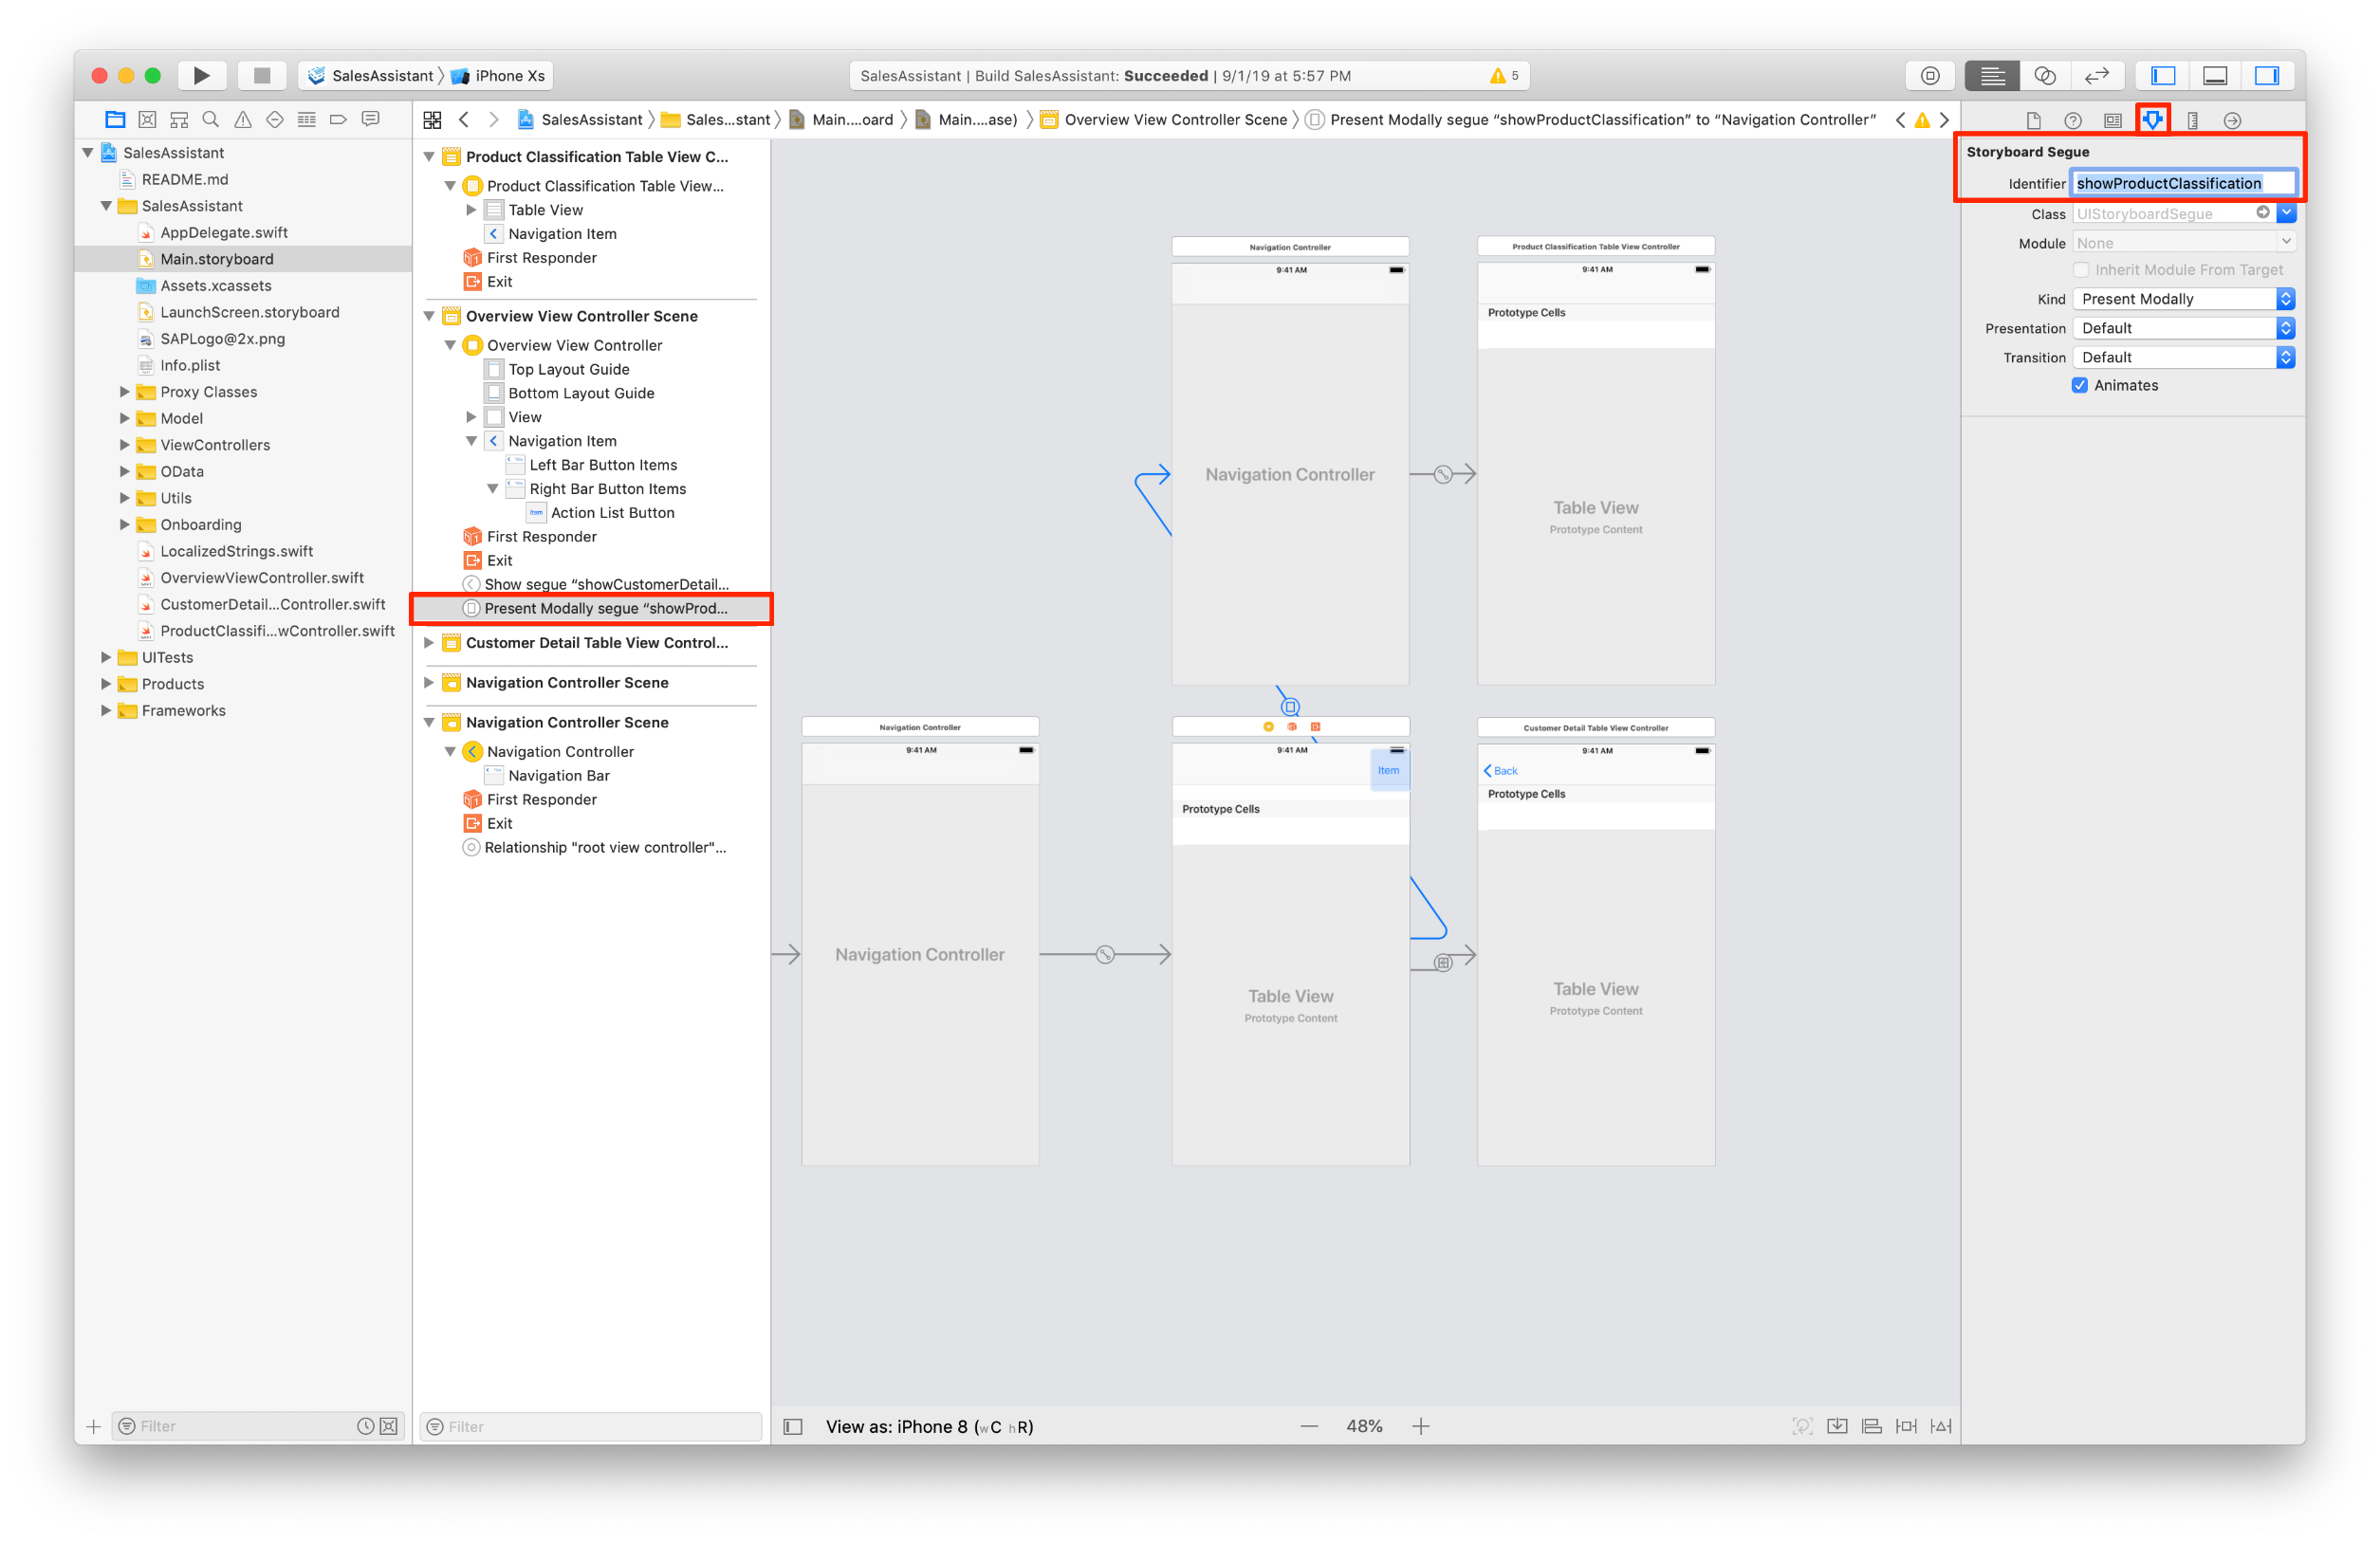 SalesAssistant 〉 iPhone Xs
SalesAssistant | Build SalesAssistant: Succeeded | 9/1/19 at 5:57 PM
5
SalesAssistant
README.md
SalesAssistant
AppDelegate.swift
Main.storyboard
Assets.xcassets
LaunchScreen.storyboard
SAPLogo@2x.png
Info.plist
Proxy Classes
Model
ViewControllers
OData
Utils
Onboarding
LocalizedStrings.swift
OverviewViewController.swift
CustomerDetail...Controller.swift
ProductClassifi...wController.swift
UITests
Products
Frameworks
Filter
SalesAssistant 〉 Sales...stant 〉 Main....oard 〉 Main....ase) 〉 Overview View Controller Scene 〉 Present Modally segue “showProductClassification” to “Navigation Controller”
Product Classification Table View C...
Product Classification Table View...
Table View
Navigation Item
First Responder
Exit
Overview View Controller Scene
Overview View Controller
Top Layout Guide
Bottom Layout Guide
View
Navigation Item
Left Bar Button Items
Right Bar Button Items
Item
Action List Button
First Responder
Exit
Show segue “showCustomerDetail...
Present Modally segue “showProd...
Customer Detail Table View Control...
Navigation Controller Scene
Navigation Controller Scene
Navigation Controller
Navigation Bar
First Responder
Exit
Relationship "root view controller"...
Filter
Navigation Controller
9:41 AM
Navigation Controller
Product Classification Table View Controller
9:41 AM
Prototype Cells
Table View
Prototype Content
Navigation Controller
9:41 AM
Navigation Controller
9:41 AM
Item
Prototype Cells
Table View
Prototype Content
Customer Detail Table View Controller
9:41 AM
Back
Prototype Cells
Table View
Prototype Content
View as: iPhone 8 (wC hR)
48%
Storyboard Segue
Identifier showProductClassification
Class UIStoryboardSegue
Module None
Inherit Module From Target
Kind Present Modally
Presentation Default
Transition Default
Animates